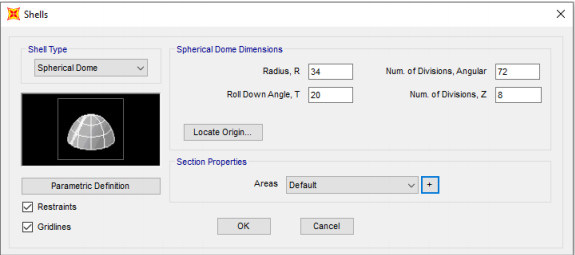 Shells
Shell Type
Spherical Dome
Parametric Definition
Restraints
Gridlines
Spherical Dome Dimensions
Radius, R 34 Num. of Divisions, Angular 72
Roll Down Angle, T 20 Num. of Divisions, Z 8
Locate Origin...
Section Properties
Areas Default +
OK Cancel